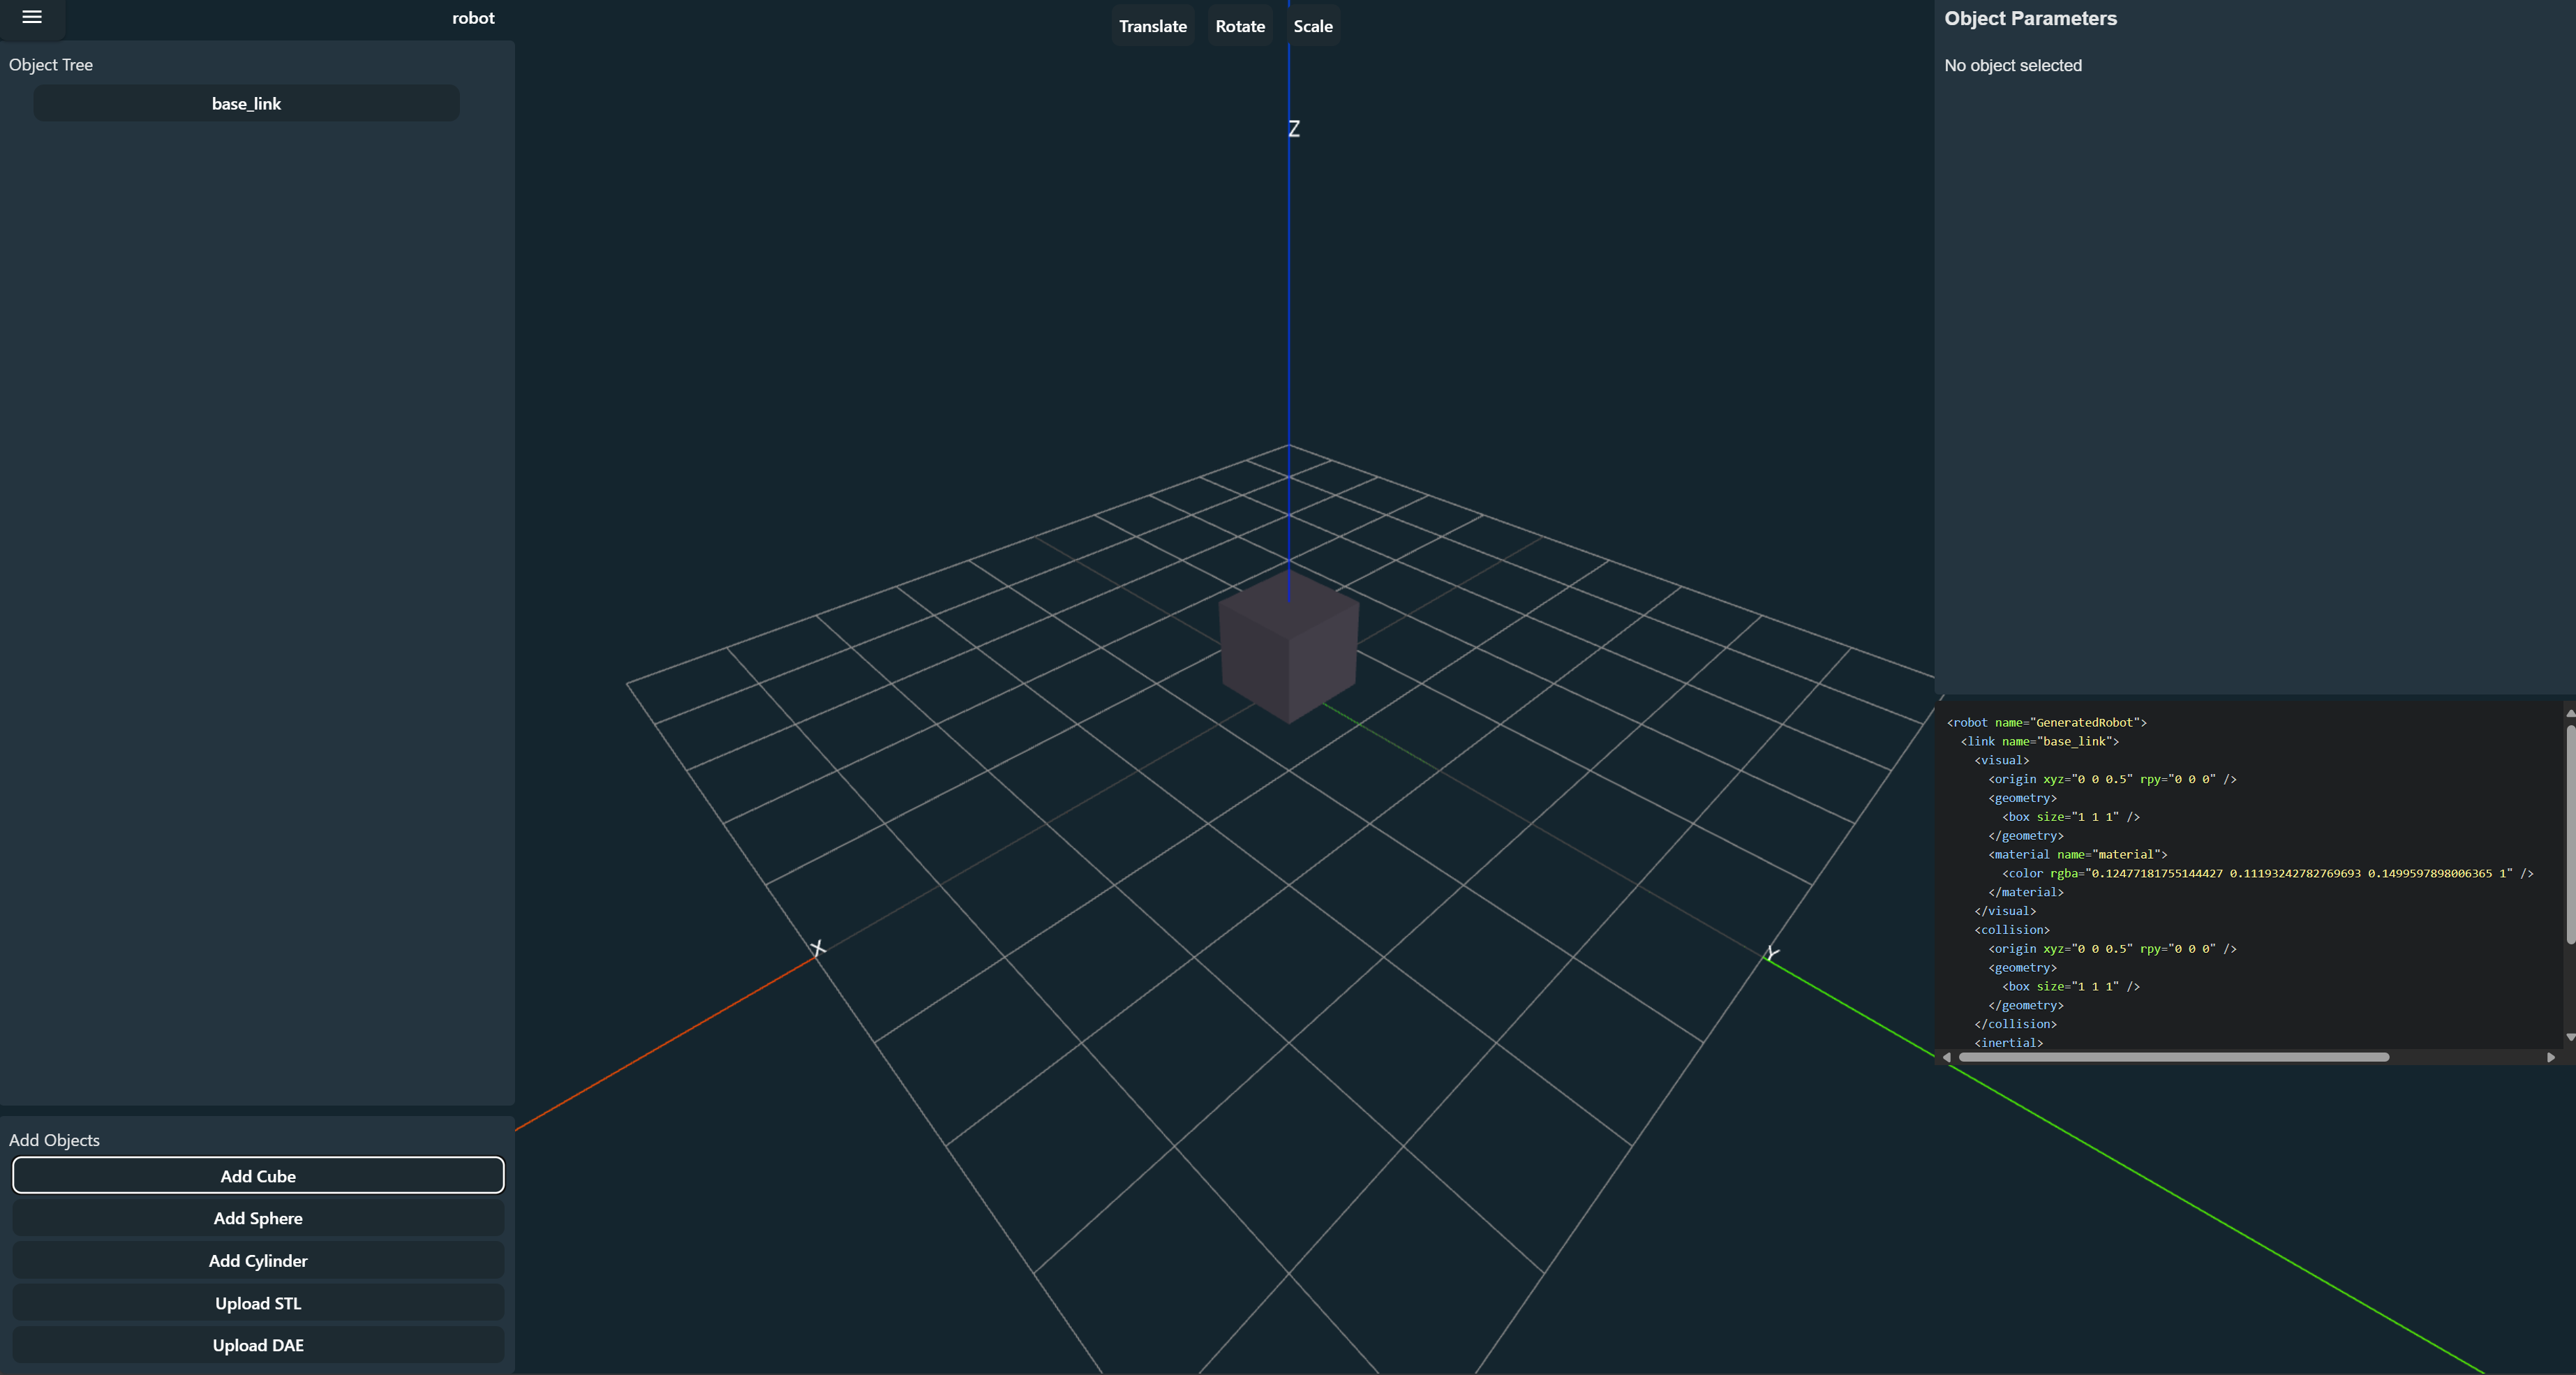 robot
Object Tree
base_link
Add Objects
Add Cube
Add Sphere
Add Cylinder
Upload STL
Upload DAE
Translate Rotate Scale
Z
X
Y
Object Parameters
No object selected
<robot name="GeneratedRobot">
  <link name="base_link">
    <visual>
      <origin xyz="0 0 0.5" rpy="0 0 0" />
      <geometry>
        <box size="1 1 1" />
      </geometry>
      <material name="material">
        <color rgba="0.12477181755144427 0.11193242782769693 0.1499597898006365 1" />
      </material>
    </visual>
    <collision>
      <origin xyz="0 0 0.5" rpy="0 0 0" />
      <geometry>
        <box size="1 1 1" />
      </geometry>
    </collision>
    <inertial>